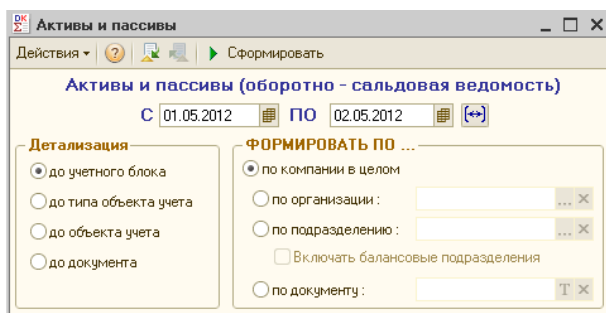 Активы и пассивы
Действия Сформировать
Активы и пассивы (оборотно - сальдовая ведомость)
С 01.05.2012 ПО 02.05.2012
Детализация
до учетного блока
до типа объекта учета
до объекта учета
до документа
ФОРМИРОВАТЬ ПО ...
по компании в целом
по организации :
по подразделению :
Включать балансовые подразделения
по документу :